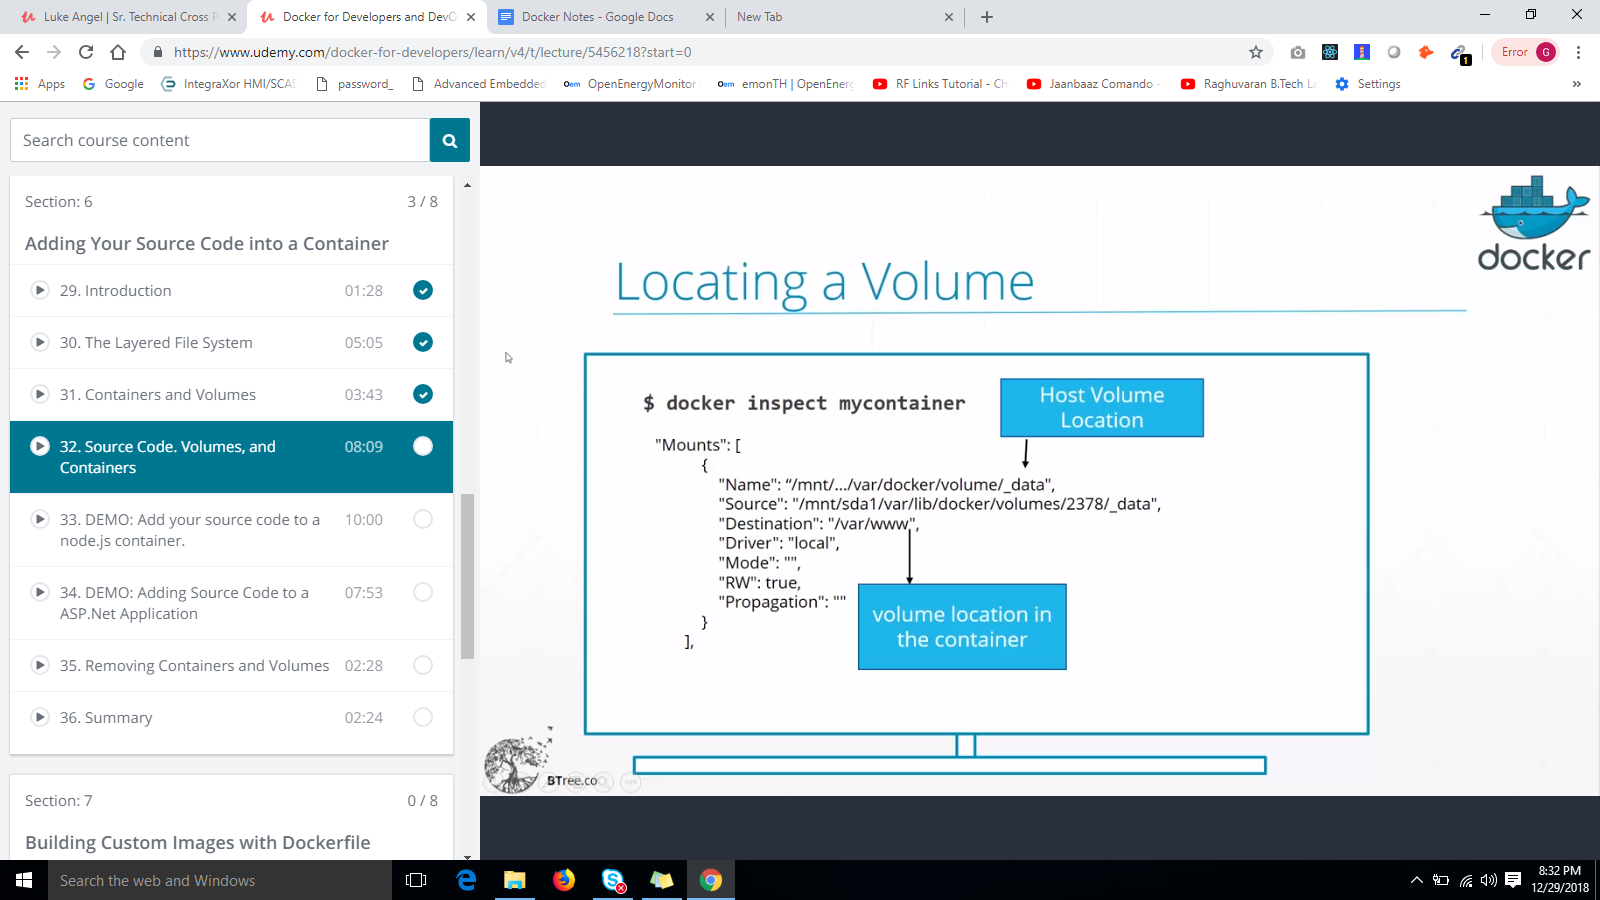 Luke Angel | Sr. Technical Cross P
Docker for Developers and DevO
Docker Notes - Google Docs
New Tab
https://www.udemy.com/docker-for-developers/learn/v4/t/lecture/5456218?start=0
1
Error
G
Apps
Google
IntegraXor HMI/SCAD
password_
Advanced Embedded
Oem
OpenEnergyMonitor
Oem
emonTH | OpenEnerg
RF Links Tutorial - Ch
Jaanbaaz Comando -
Raghuvaran B.Tech La
Settings
»
Search course content
Section: 6
3 / 8
Adding Your Source Code into a Container
29. Introduction
01:28
30. The Layered File System
05:05
31. Containers and Volumes
03:43
32. Source Code. Volumes, and
Containers
08:09
33. DEMO: Add your source code to a
node.js container.
10:00
34. DEMO: Adding Source Code to a
ASP.Net Application
07:53
35. Removing Containers and Volumes
02:28
36. Summary
02:24
Section: 7
0 / 8
Building Custom Images with Dockerfile
docker
Locating a Volume
$ docker inspect mycontainer
Host Volume
Location
"Mounts": [
{
"Name": “/mnt/.../var/docker/volume/_data",
"Source": "/mnt/sda1/var/lib/docker/volumes/2378/_data",
"Destination": "/var/www",
"Driver": "local",
"Mode": "",
"RW": true,
"Propagation": ""
}
],
volume location in
the container
BTree.co
Search the web and Windows
8:32 PM
12/29/2018